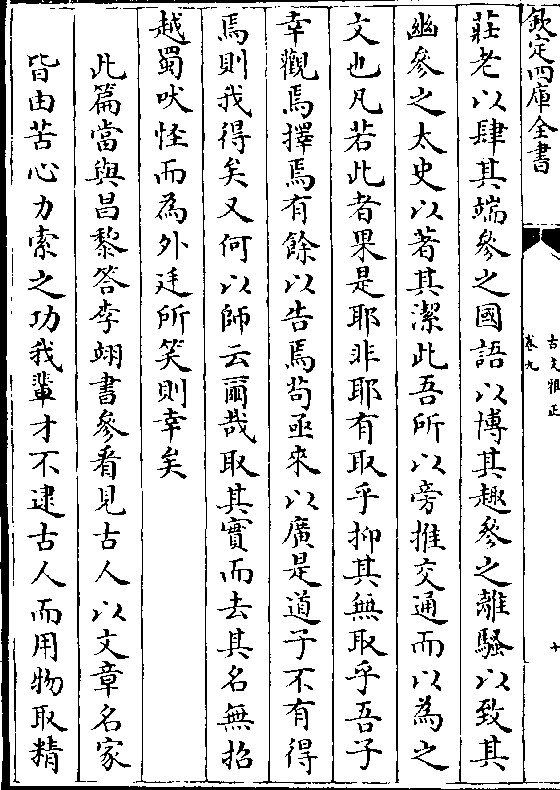 欽定四庫全書
古文雅正
卷九
十
莊老以肆其端參之國語以博其趣參之離騷以致其
幽參之太史以著其潔此吾所以旁推交通而以為之
文也凡若此者果是耶非耶有取乎抑其無取乎吾子
幸觀焉擇焉有餘以告焉茍亟來以廣是道子不有得
焉則我得矣又何以師云爾哉取其實而去其名無招
越蜀吠怪而為外廷所笑則幸矣
此篇當與昌黎答李翊書參看見古人以文章名家
皆由苦心力索之功我輩才不逮古人而用物取精